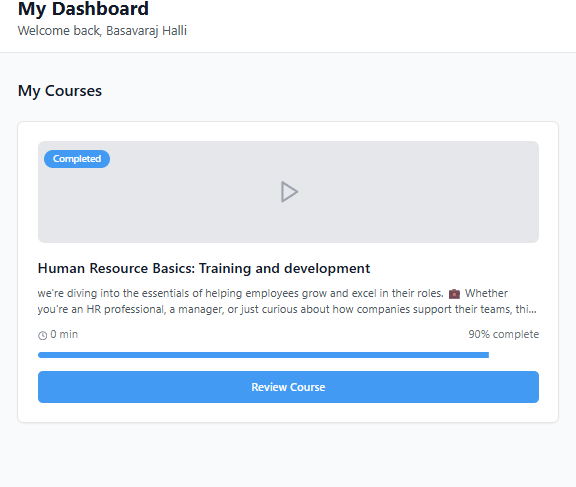 My Dashboard
Welcome back, Basavaraj Halli
My Courses
Completed
Human Resource Basics: Training and development
we're diving into the essentials of helping employees grow and excel in their roles. 💼 Whether
you're an HR professional, a manager, or just curious about how companies support their teams, thi...
0 min
90% complete
Review Course